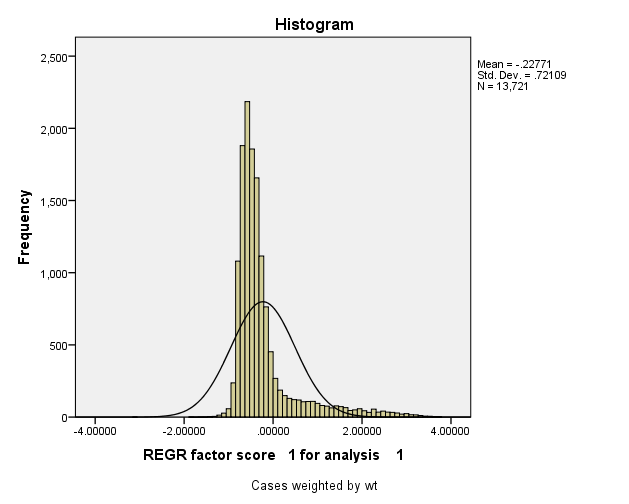 Histogram
Mean = -.22771
Std. Dev. = .72109
N = 13,721
2,500
2,000
1,500
1,000
500
0
Frequency
-4.00000 -2.00000 .00000 2.00000 4.00000
REGR factor score 1 for analysis 1
Cases weighted by wt